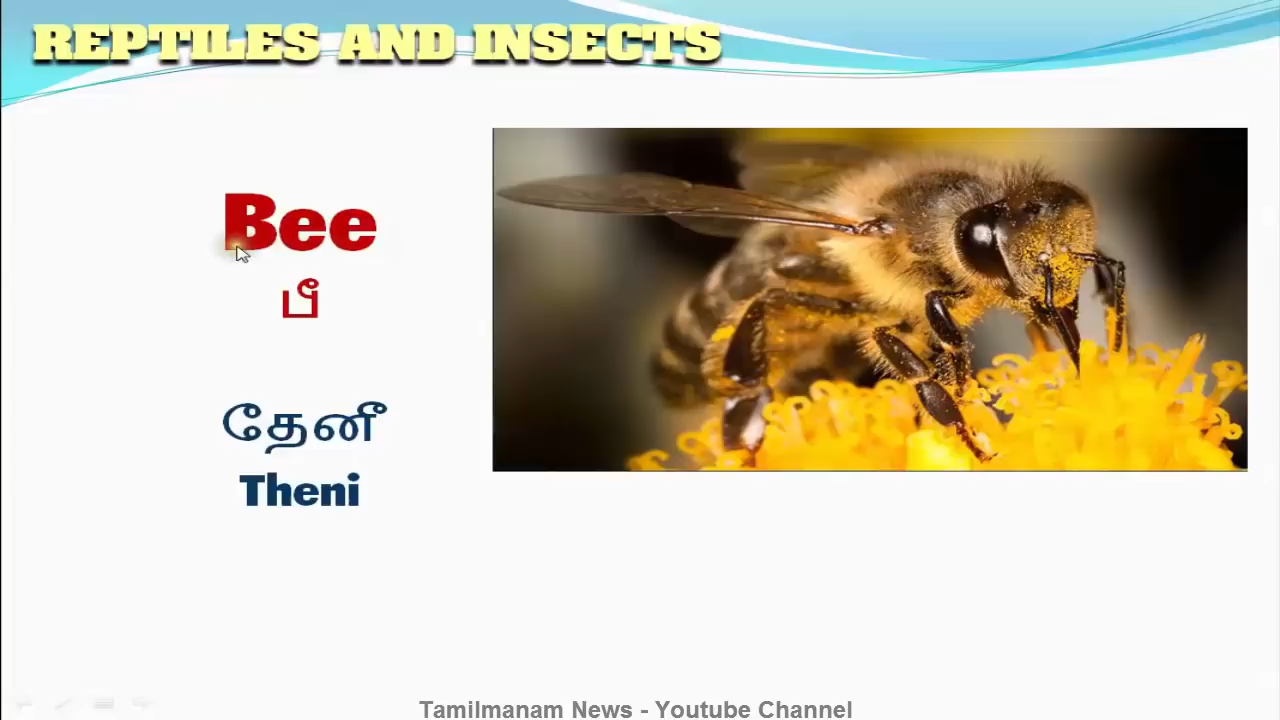 REPTILES AND INSECTS
Bee
பீ
தேனீ
Theni
Tamilmanam News - Youtube Channel